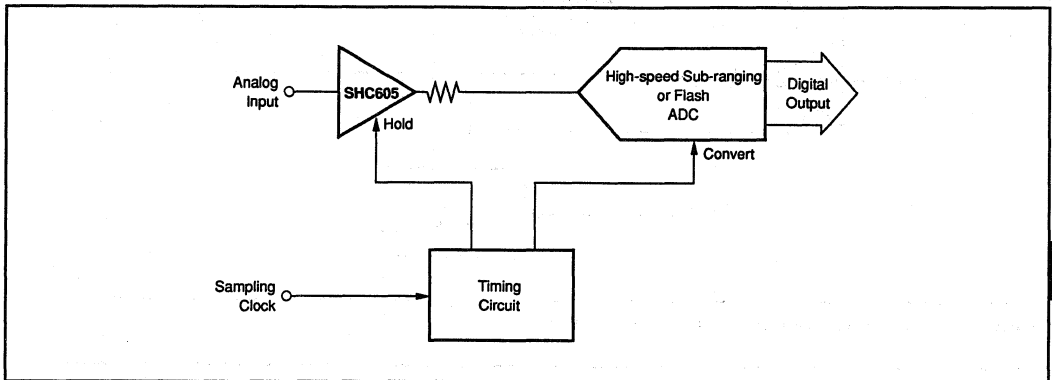 Analog
Input
SHC605
Hold
High-speed Sub-ranging
or Flash
ADC
Digital
Output
Convert
Sampling
Clock
Timing
Circuit